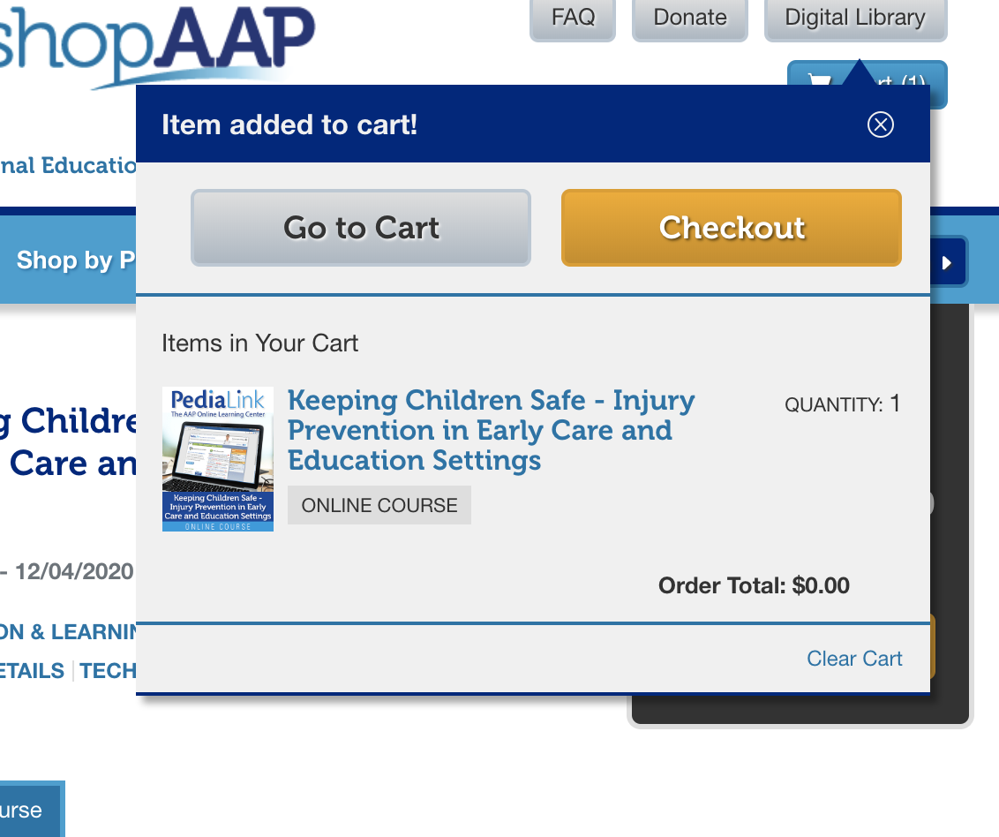 shopAAP
FAQ
Donate
Digital Library
rt (1)
Item added to cart!
nal Educatio
Go to Cart
Checkout
Shop by P
Items in Your Cart
PediaLink
The AAP Online Learning Center
Keeping Children Safe -
Injury Prevention in Early
Care and Education Settings
ONLINE COURSE
Keeping Children Safe - Injury
Prevention in Early Care and
Education Settings
QUANTITY: 1
ONLINE COURSE
g Childre
Care an
- 12/04/2020
Order Total: $0.00
ON & LEARNIN
ETAILS
TECH
Clear Cart
urse